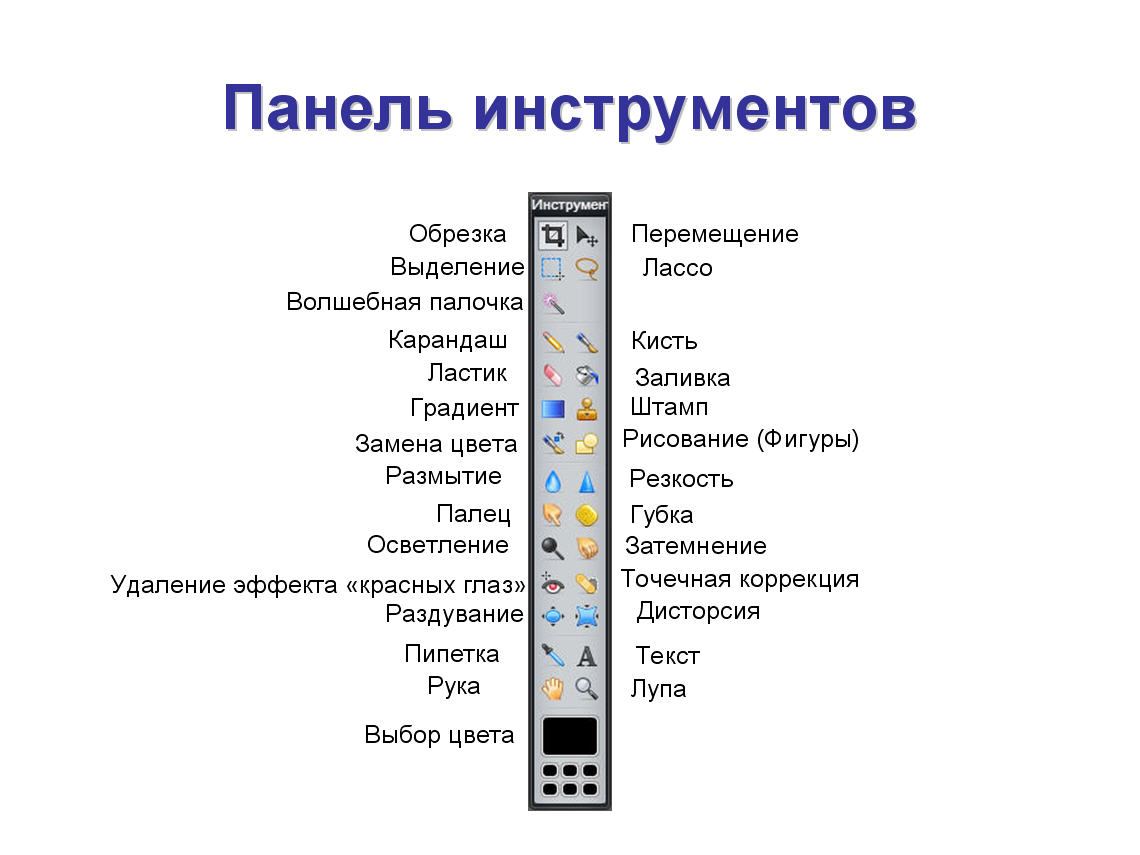 Панель инструментов
Инструмен
Обрезка Перемещение
Выделение Лассо
Волшебная палочка
Карандаш Кисть
Ластик Заливка
Градиент Штамп
Замена цвета Рисование (Фигуры)
Размытие Резкость
Палец Губка
Осветление Затемнение
Удаление эффекта «красных глаз» Точечная коррекция
Раздувание Дисторсия
Пипетка Текст
Рука Лупа
Выбор цвета